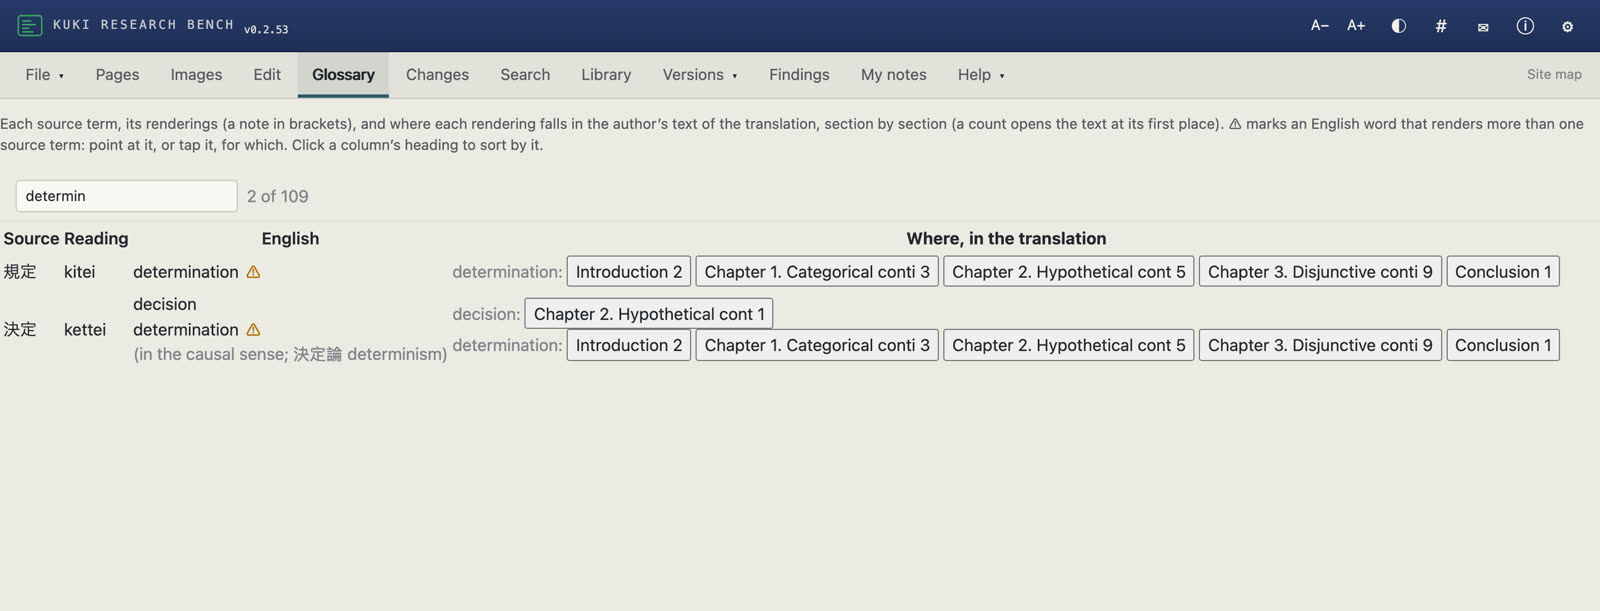 KUKI RESEARCH BENCH v0.2.53 A− A+ # ✉ ⓘ ⚙
File ▾ Pages Images Edit Glossary Changes Search Library Versions ▾ Findings My notes Help ▾ Site map
Each source term, its renderings (a note in brackets), and where each rendering falls in the author’s text of the translation, section by section (a count opens the text at its first place). ⚠ marks an English word that renders more than one
source term: point at it, or tap it, for which. Click a column’s heading to sort by it.
determin 2 of 109
Source Reading English Where, in the translation
規定 kitei determination ⚠ determination: Introduction 2 Chapter 1. Categorical conti 3 Chapter 2. Hypothetical cont 5 Chapter 3. Disjunctive conti 9 Conclusion 1
決定 kettei decision
determination ⚠
(in the causal sense; 決定論 determinism)
decision: Chapter 2. Hypothetical cont 1
determination: Introduction 2 Chapter 1. Categorical conti 3 Chapter 2. Hypothetical cont 5 Chapter 3. Disjunctive conti 9 Conclusion 1